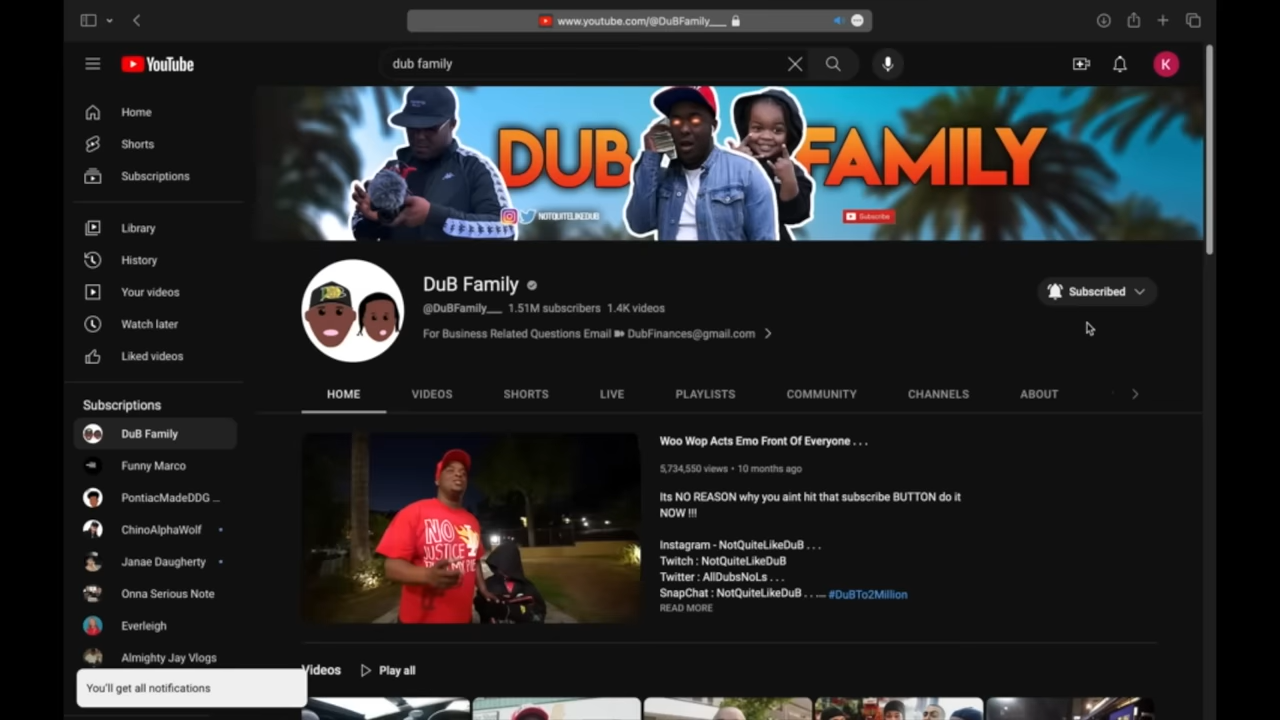 www.youtube.com/@DuBFamily___
YouTube
dub family
K
Home
Shorts
Subscriptions
Library
History
Your videos
Watch later
Liked videos
Subscriptions
DuB Family
Funny Marco
PontiacMadeDDG ...
ChinoAlphaWolf
Janae Daugherty
Onna Serious Note
Everleigh
Almighty Jay Vlogs
You'll get all notifications
DUB FAMILY
NOTQUITELIKEDUB
Subscribe
DuB Family
@DuBFamily___ 1.51M subscribers 1.4K videos
For Business Related Questions Email DubFinances@gmail.com
Subscribed
HOME VIDEOS SHORTS LIVE PLAYLISTS COMMUNITY CHANNELS ABOUT
NO
JUSTICE
Woo Wop Acts Emo Front Of Everyone . . .
5,734,550 views • 10 months ago
Its NO REASON why you aint hit that subscribe BUTTON do it
NOW !!!
Instagram - NotQuiteLikeDuB . . .
Twitch : NotQuiteLikeDuB
Twitter : AllDubsNoLs . . .
SnapChat : NotQuiteLikeDuB . . .... #DuBTo2Million
READ MORE
Videos Play all